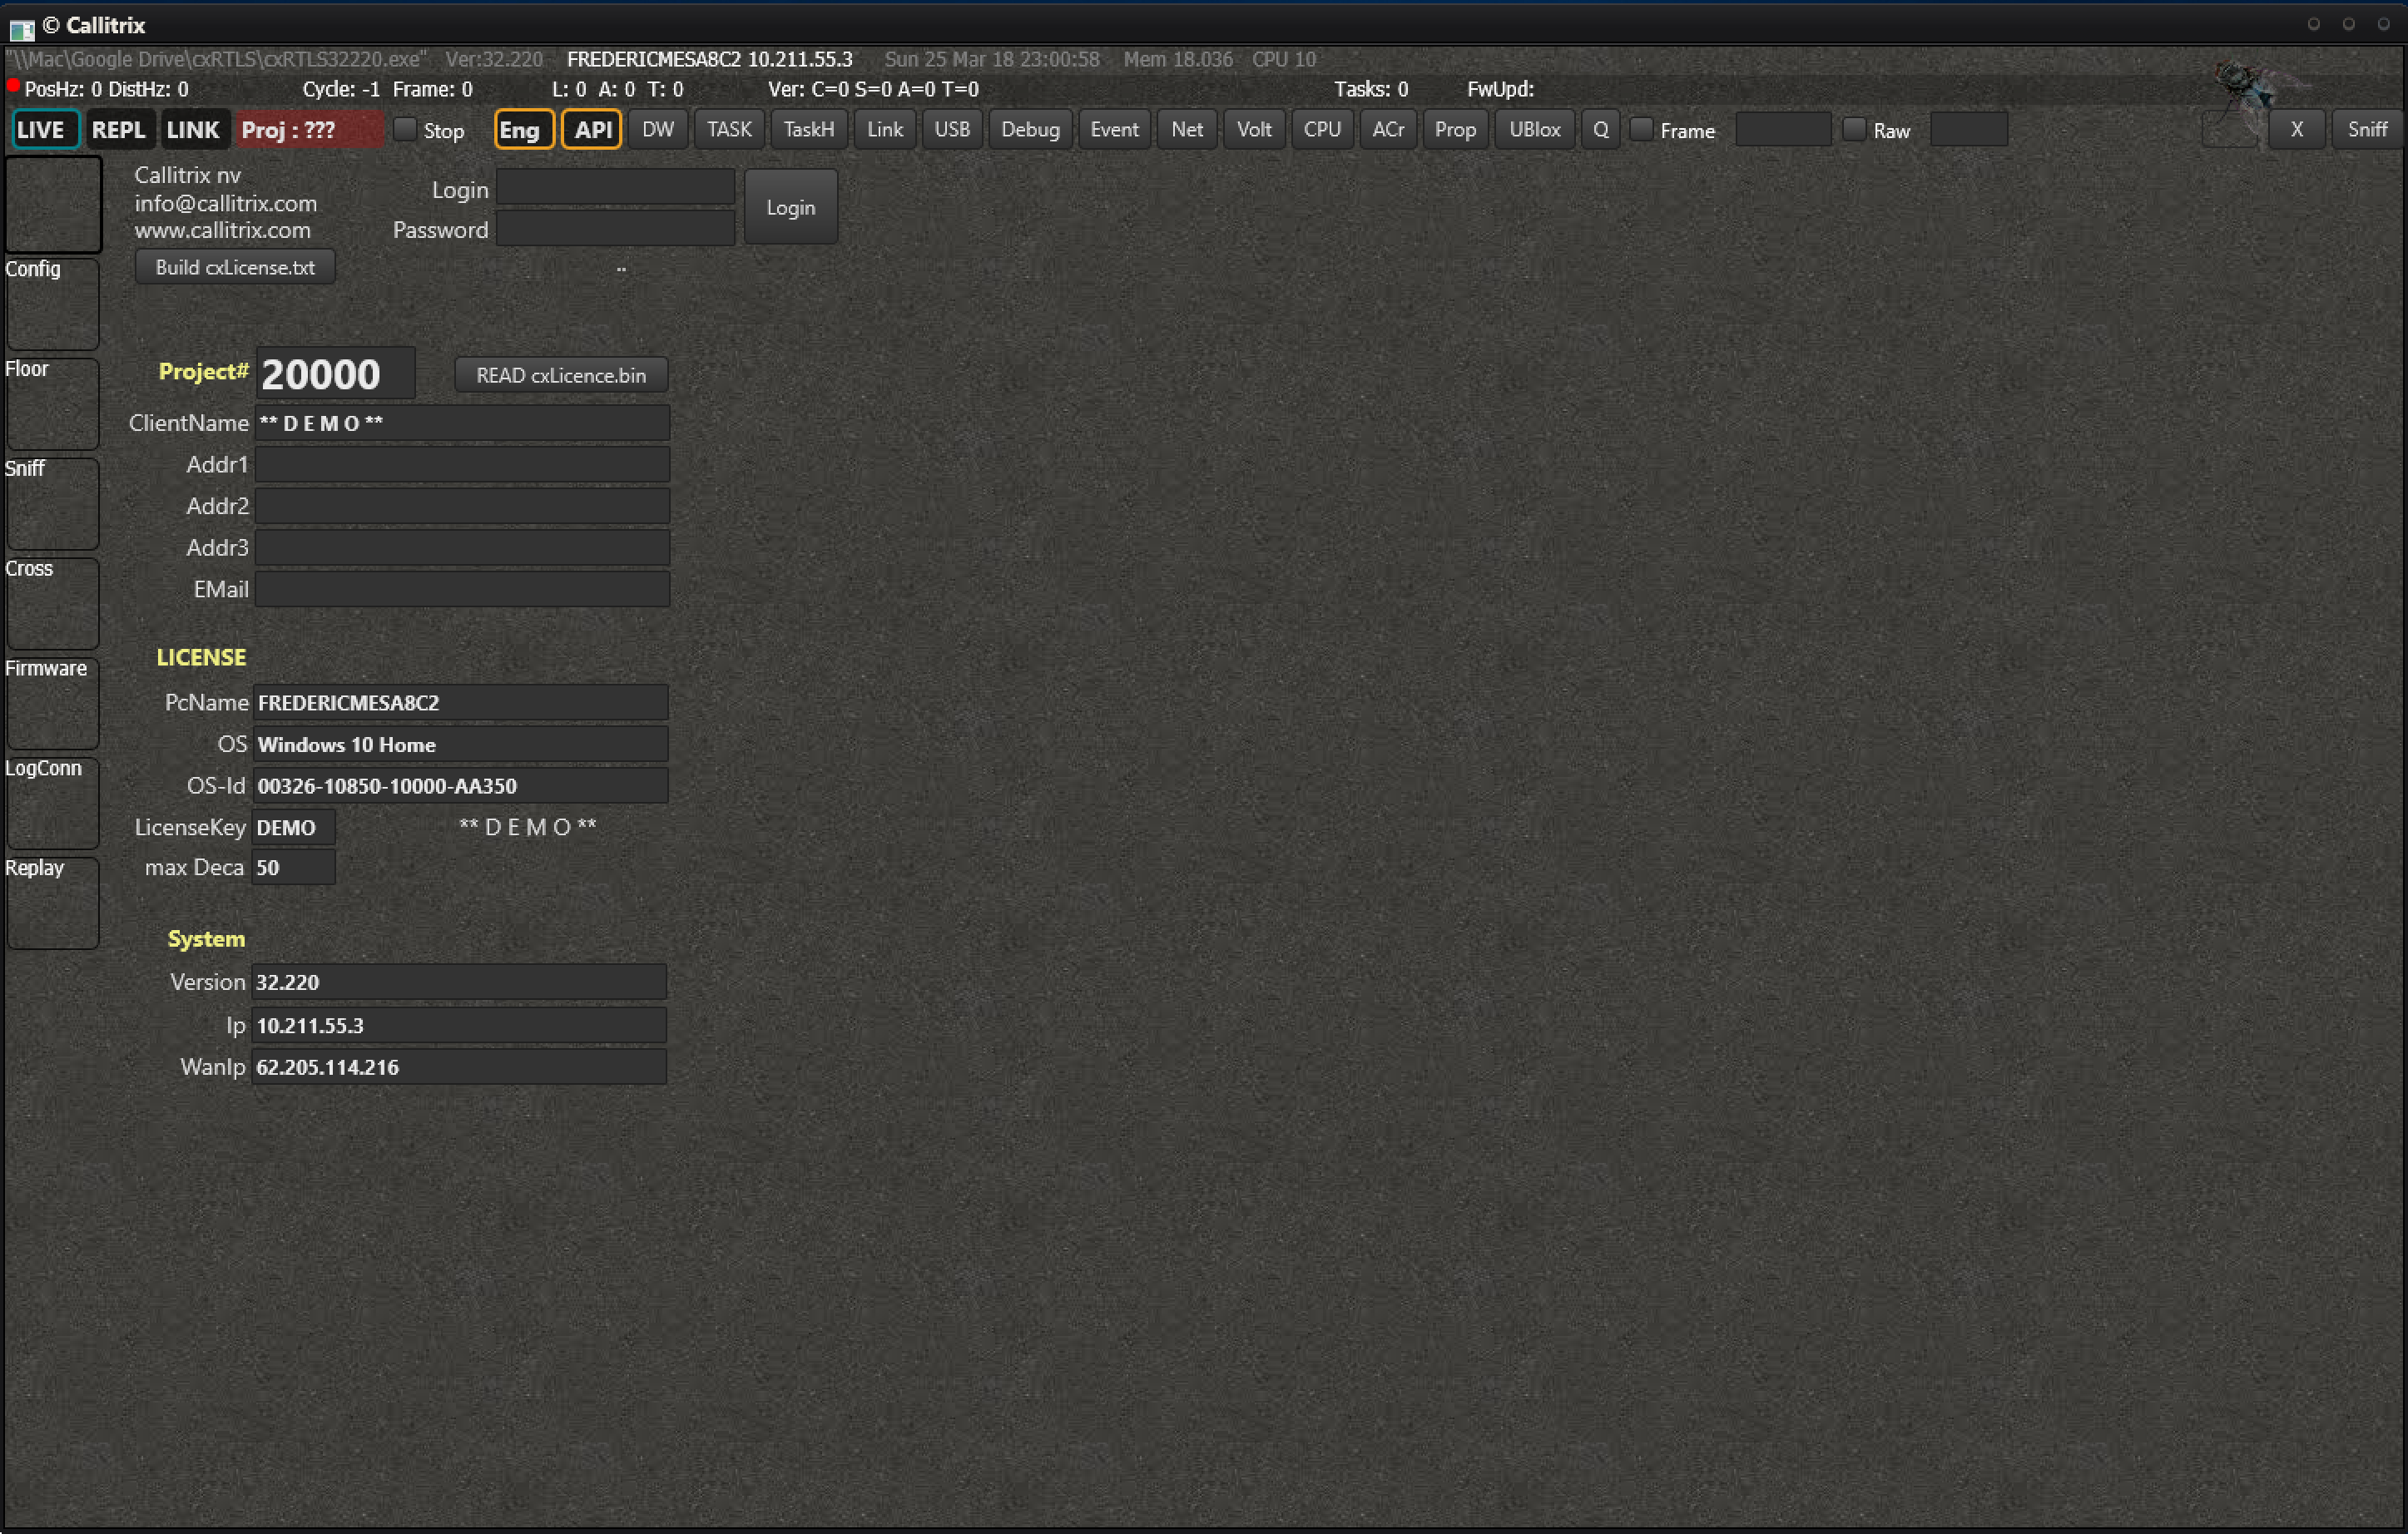 © Callitrix
"\\Mac\Google Drive\cxRTLS\cxRTLS32220.exe" Ver:32.220 FREDERICMESA8C2 10.211.55.3 Sun 25 Mar 18 23:00:58 Mem 18.036 CPU 10
PosHz: 0 DistHz: 0 Cycle: -1 Frame: 0 L: 0 A: 0 T: 0 Ver: C=0 S=0 A=0 T=0 Tasks: 0 FwUpd:
LIVE REPL LINK Proj : ??? Stop Eng API DW TASK TaskH Link USB Debug Event Net Volt CPU ACr Prop UBlox Q Frame Raw X Sniff
Callitrix nv
info@callitrix.com
www.callitrix.com
Build cxLicense.txt
Login
Password
Login
..
Config
Floor
Sniff
Cross
Firmware
LogConn
Replay
Project# 20000 READ cxLicence.bin
ClientName ** D E M O **
Addr1
Addr2
Addr3
EMail
LICENSE
PcName FREDERICMESA8C2
OS Windows 10 Home
OS-Id 00326-10850-10000-AA350
LicenseKey DEMO ** D E M O **
max Deca 50
System
Version 32.220
Ip 10.211.55.3
WanIp 62.205.114.216